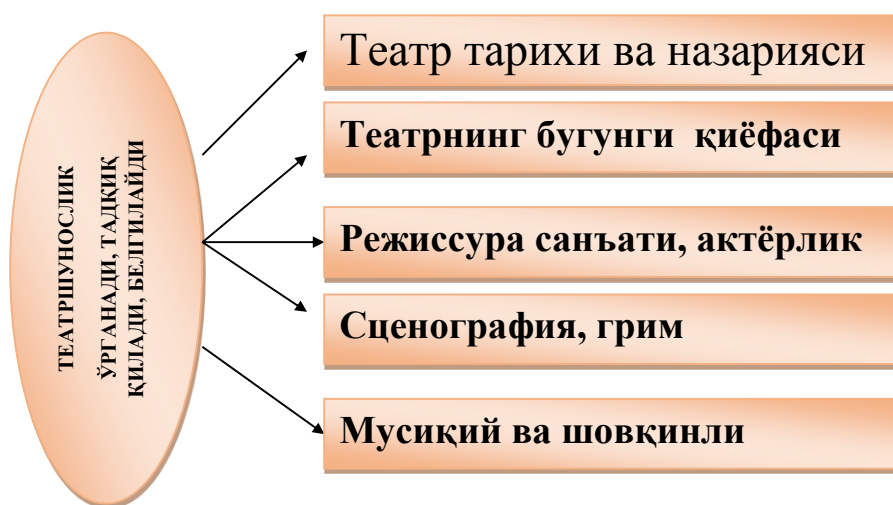 ТЕАТРШУНОСЛИК
ЎРГАНАДИ, ТАДҚИҚ
ҚИЛАДИ, БЕЛГИЛАЙДИ
Театр тарихи ва назарияси
Театрнинг бугунги қиёфаси
Режиссура санъати, актёрлик
Сценография, грим
Мусиқий ва шовқинли